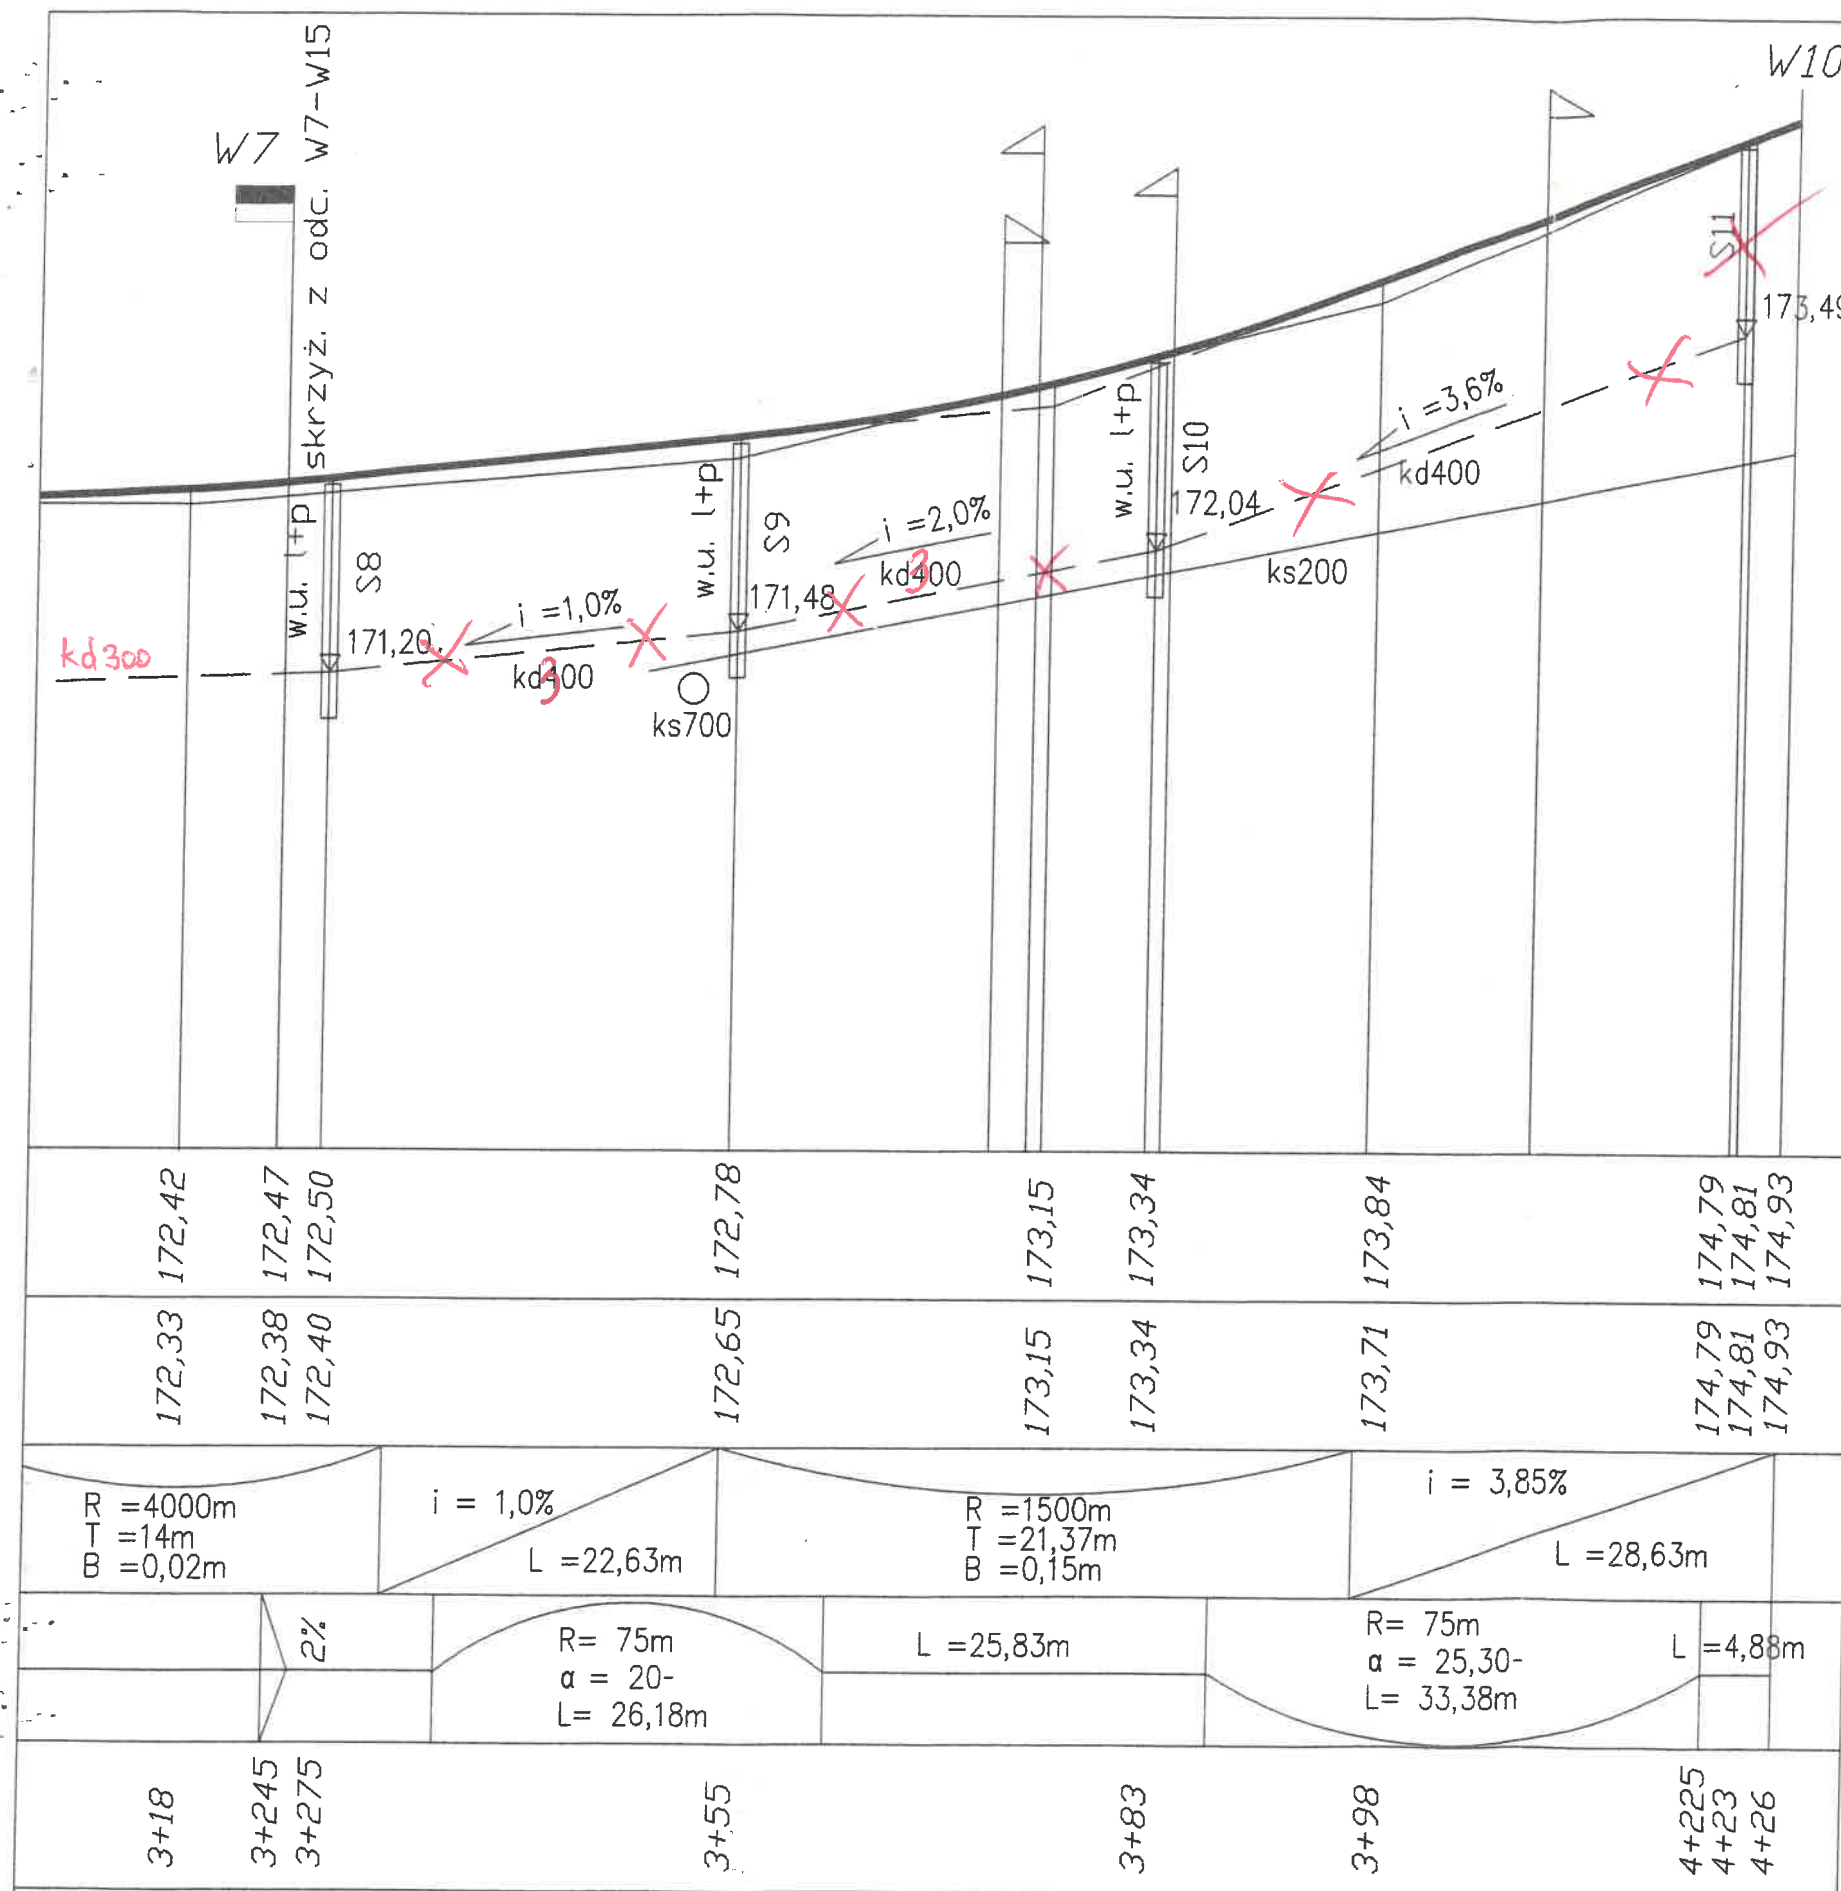 W10
W7
skrzyż. z odc. W7-W15
S11
173,49
i =3,6%
kd400
w.u. l+p
S10
172,04
ks200
w.u. l+p
S9
i =2,0%
kd400
3
171,48
w.u. l+p
S8
i =1,0%
171,20
kd400
3
kd300
ks700
172,42
172,47
172,50
172,78
173,15
173,34
173,84
174,79
174,81
174,93
172,33
172,38
172,40
172,65
173,15
173,34
173,71
174,79
174,81
174,93
R =4000m
T =14m
B =0,02m
i = 1,0%
L =22,63m
R =1500m
T =21,37m
B =0,15m
i = 3,85%
L =28,63m
2%
R= 75m
α = 20-
L= 26,18m
L =25,83m
R= 75m
α = 25,30-
L= 33,38m
L =4,88m
3+18
3+245
3+275
3+55
3+83
3+98
4+225
4+23
4+26